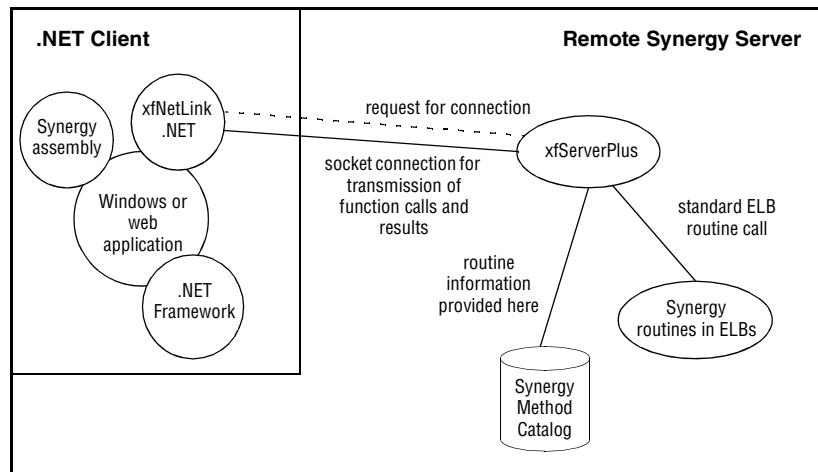 .NET Client
Remote Synergy Server
xfNetLink
.NET
Synergy
assembly
Windows or
web
application
.NET
Framework
request for connection
socket connection for
transmission of
function calls and
results
xfServerPlus
standard ELB
routine call
routine
information
provided here
Synergy
routines in ELBs
Synergy
Method
Catalog